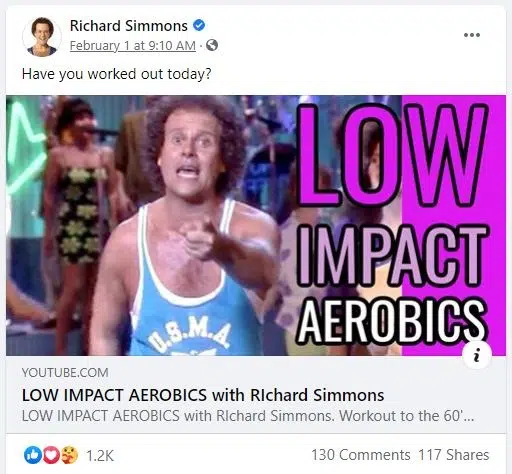 Richard Simmons
February 1 at 9:10 AM ·
Have you worked out today?
LOW
IMPACT
AEROBICS
U.S.M.A.
YOUTUBE.COM
LOW IMPACT AEROBICS with RIchard Simmons
LOW IMPACT AEROBICS with RIchard Simmons. Workout to the 60'...
1.2K
130 Comments 117 Shares